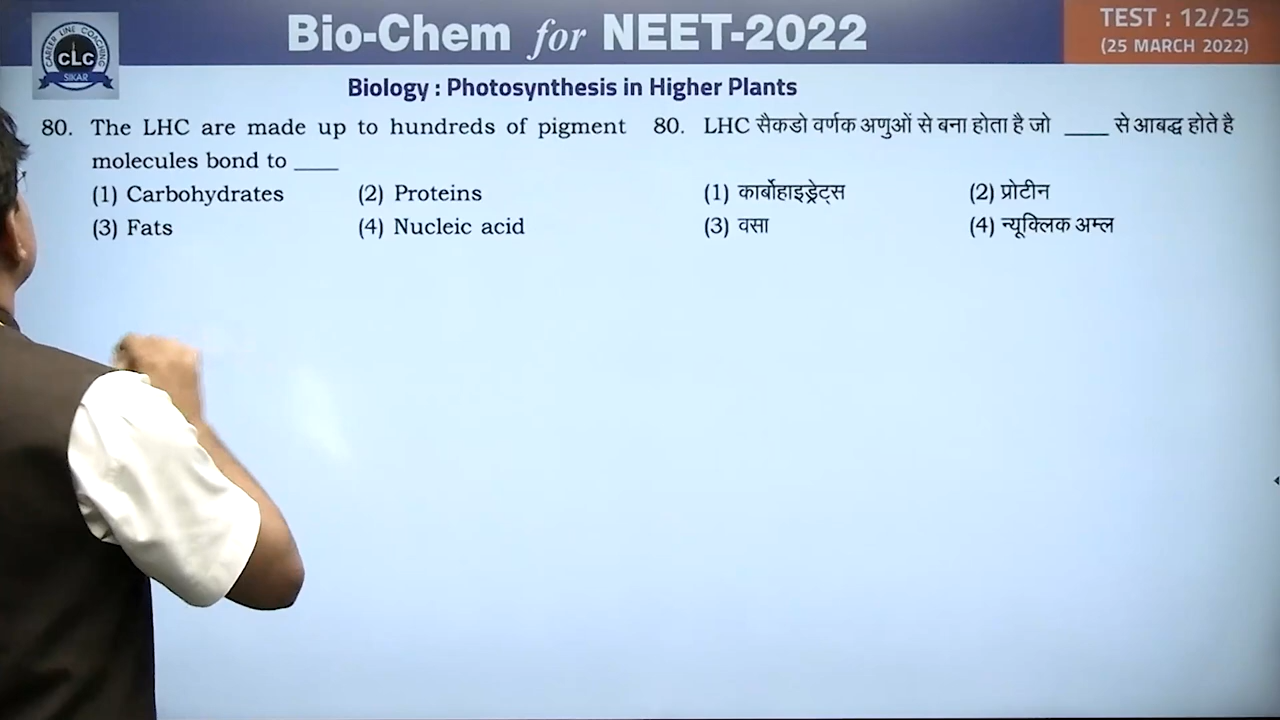 Bio-Chem for NEET-2022
TEST : 12/25
(25 MARCH 2022)
CAREER LINE COACHING
CLC
SIKAR
Biology : Photosynthesis in Higher Plants
80. The LHC are made up to hundreds of pigment
molecules bond to ____
(1) Carbohydrates (2) Proteins
(3) Fats (4) Nucleic acid
80. LHC सैकडो वर्णक अणुओं से बना होता है जो ____ से आबद्ध होते है
(1) कार्बोहाइड्रेट्स (2) प्रोटीन
(3) वसा (4) न्यूक्लिक अम्ल